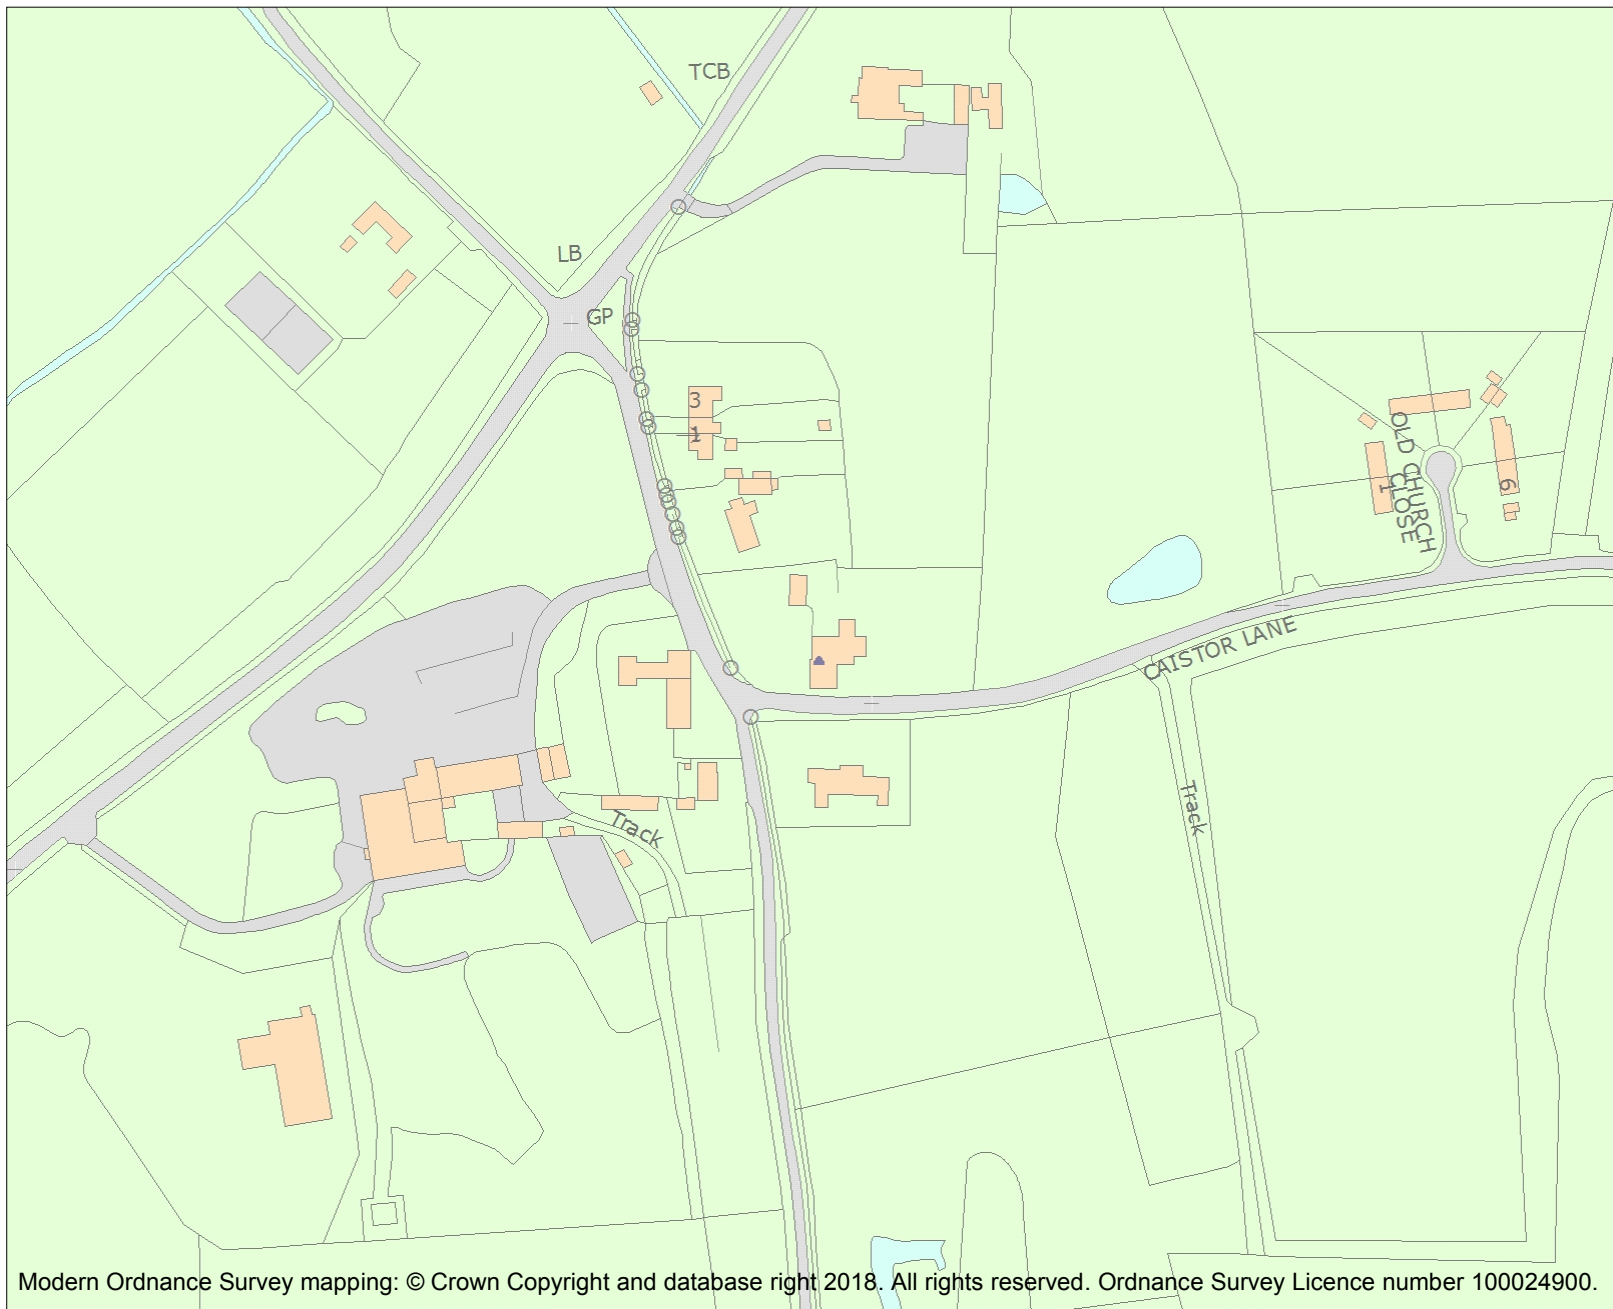 TCB
LB
GP
3
1
OLD CHURCH
CLOSE
1
6
CAISTOR LANE
Track
Track
Modern Ordnance Survey mapping: © Crown Copyright and database right 2018. All rights reserved. Ordnance Survey Licence number 100024900.